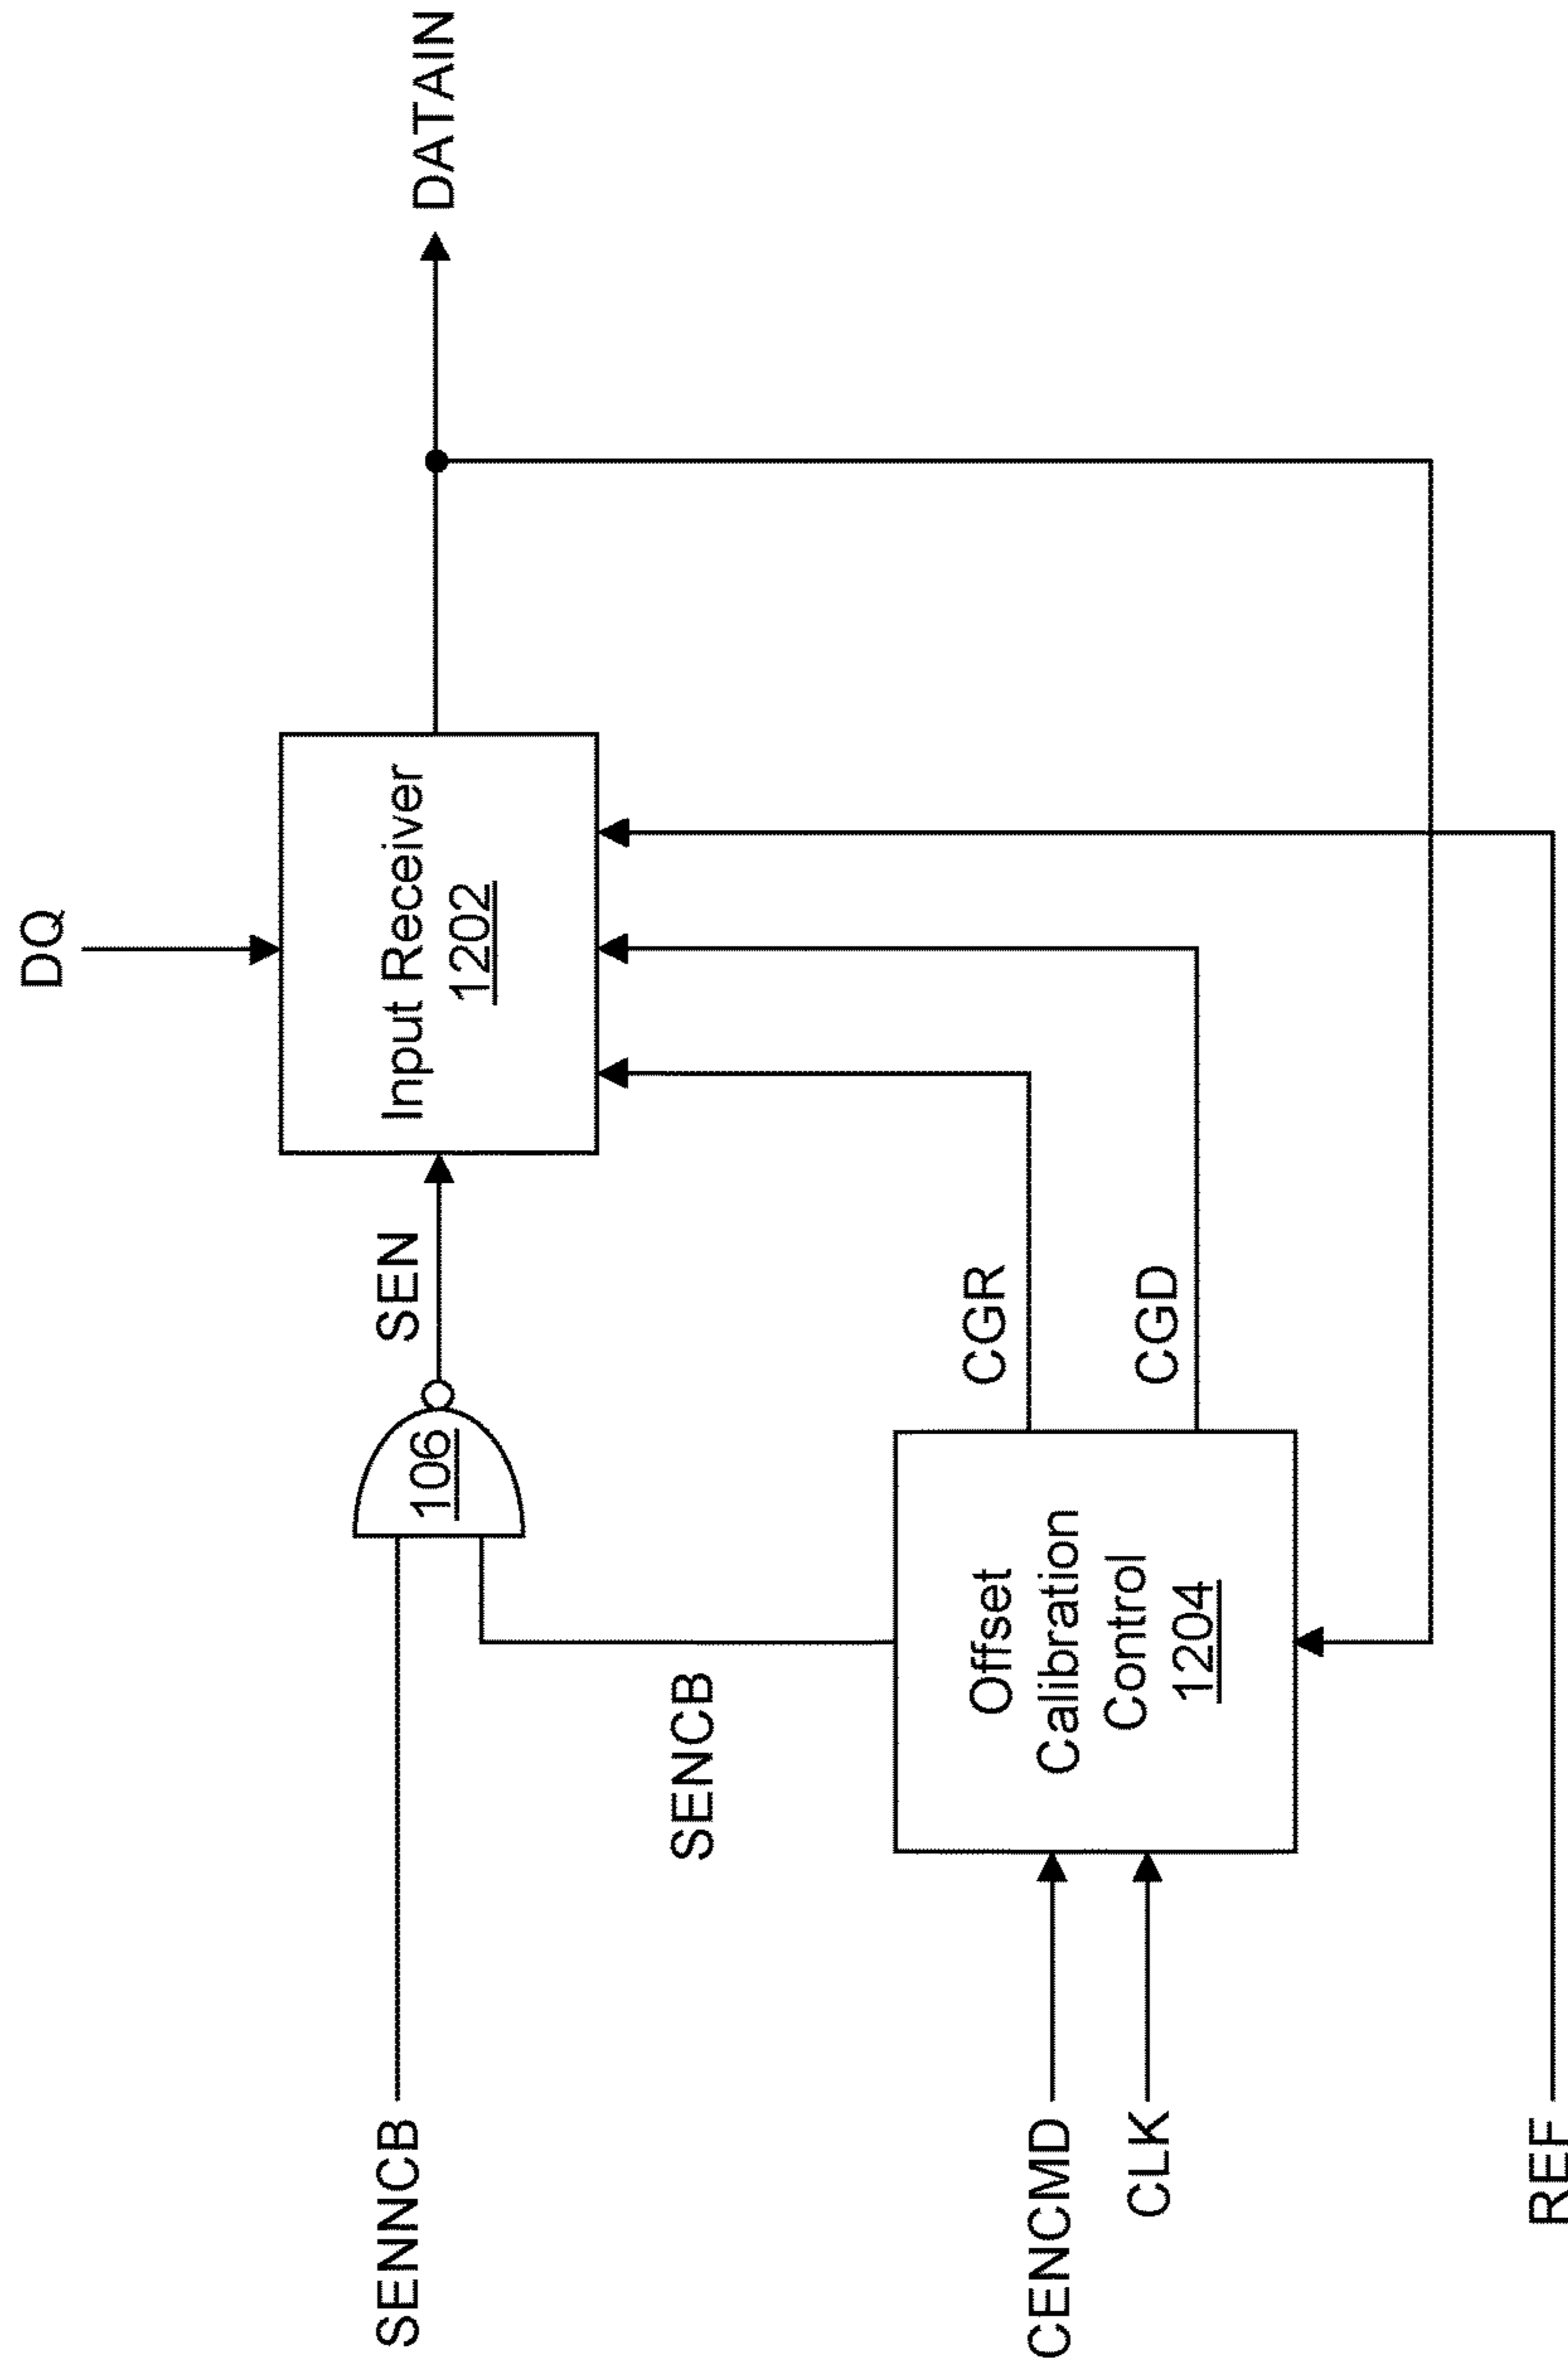 DQ
SENNCB
106
SEN
Input Receiver
1202
DATAIN
SENCB
CGR
CGD
Offset
Calibration
Control
1204
CENCMD
CLK
REF